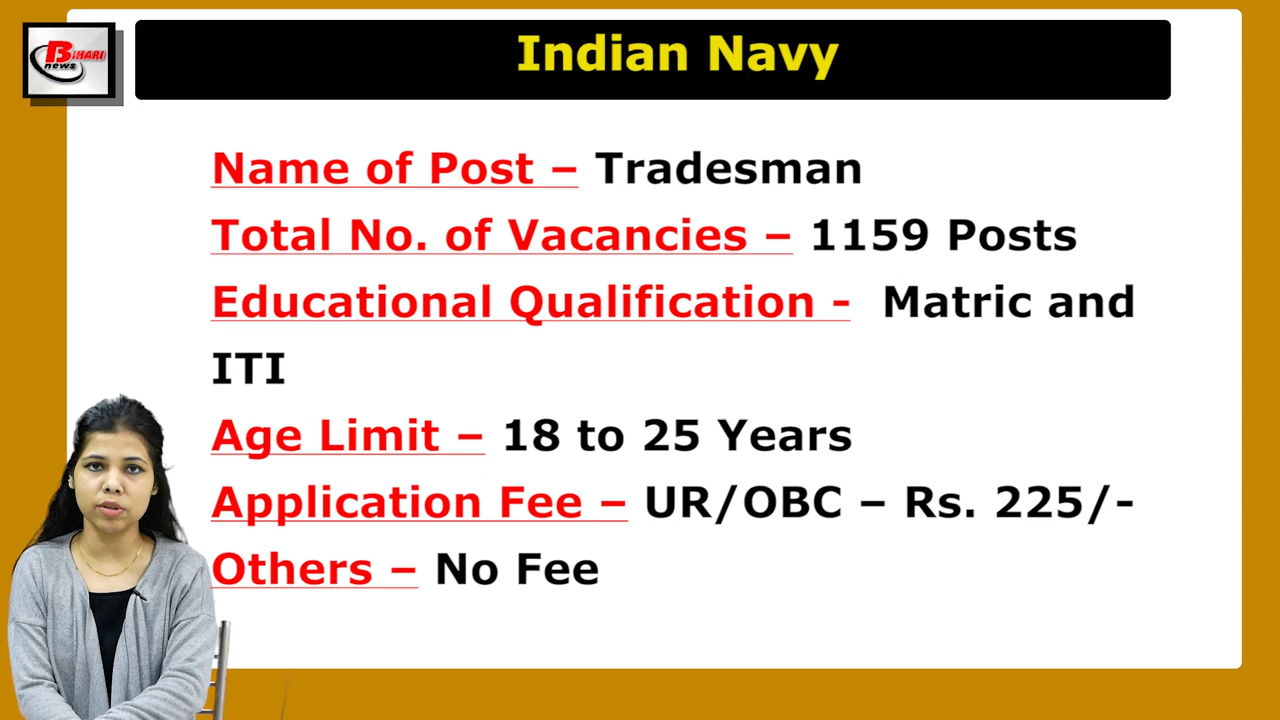 BIHARI
news
Indian Navy
Name of Post – Tradesman
Total No. of Vacancies – 1159 Posts
Educational Qualification - Matric and
ITI
Age Limit – 18 to 25 Years
Application Fee – UR/OBC – Rs. 225/-
Others – No Fee